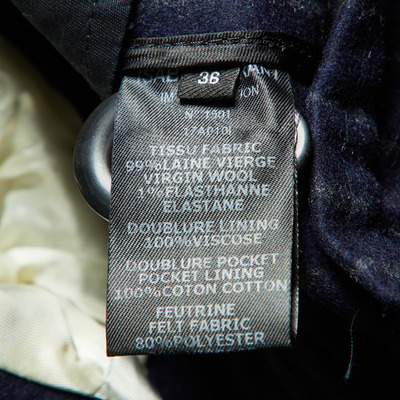 36
N° 1501
17A010I
TISSU FABRIC
99%LAINE VIERGE
VIRGIN WOOL
1%ELASTHANNE
ELASTANE
DOUBLURE LINING
100%VISCOSE
DOUBLURE POCKET
POCKET LINING
100%COTON COTTON
FEUTRINE
FELT FABRIC
80%POLYESTER